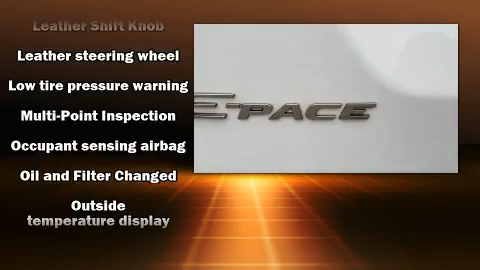 Leather Shift Knob
Leather steering wheel
Low tire pressure warning
Multi-Point Inspection
Occupant sensing airbag
Oil and Filter Changed
Outside
temperature display
E-PACE